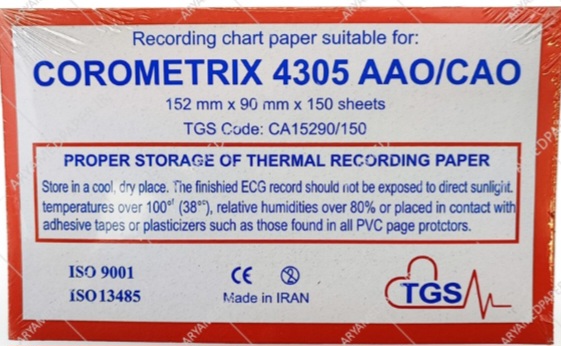 Recording chart paper suitable for:
COROMETRIX 4305 AAO/CAO
152 mm x 90 mm x 150 sheets
TGS Code: CA15290/150
PROPER STORAGE OF THERMAL RECORDING PAPER
Store in a cool, dry place. The finishied ECG record should not be exposed to direct sunlight.
temperatures over 100°ᶠ (38°ᶜ), relative humidities over 80% or placed in contact with
adhesive tapes or plasticizers such as those found in all PVC page protctors.
ISO 9001
ISO13485
CE
Made in IRAN
TGS